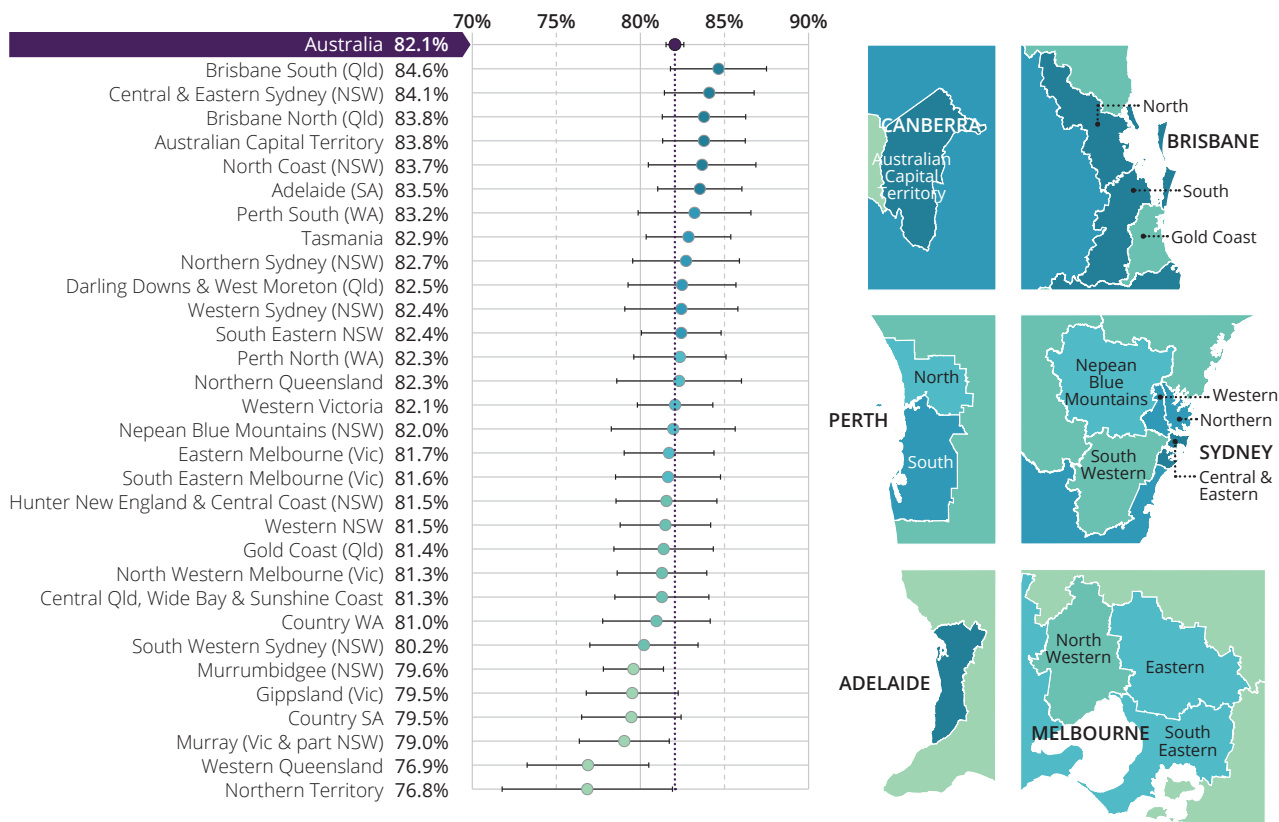 70% 75% 80% 85% 90%
Australia 82.1%
Brisbane South (Qld) 84.6%
Central & Eastern Sydney (NSW) 84.1%
Brisbane North (Qld) 83.8%
Australian Capital Territory 83.8%
North Coast (NSW) 83.7%
Adelaide (SA) 83.5%
Perth South (WA) 83.2%
Tasmania 82.9%
Northern Sydney (NSW) 82.7%
Darling Downs & West Moreton (Qld) 82.5%
Western Sydney (NSW) 82.4%
South Eastern NSW 82.4%
Perth North (WA) 82.3%
Northern Queensland 82.3%
Western Victoria 82.1%
Nepean Blue Mountains (NSW) 82.0%
Eastern Melbourne (Vic) 81.7%
South Eastern Melbourne (Vic) 81.6%
Hunter New England & Central Coast (NSW) 81.5%
Western NSW 81.5%
Gold Coast (Qld) 81.4%
North Western Melbourne (Vic) 81.3%
Central Qld, Wide Bay & Sunshine Coast 81.3%
Country WA 81.0%
South Western Sydney (NSW) 80.2%
Murrumbidgee (NSW) 79.6%
Gippsland (Vic) 79.5%
Country SA 79.5%
Murray (Vic & part NSW) 79.0%
Western Queensland 76.9%
Northern Territory 76.8%
CANBERRA
Australian
Capital
Territory
North
BRISBANE
South
Gold Coast
North
PERTH
South
Nepean
Blue
Mountains
Western
Northern
South
Western
SYDNEY
Central &
Eastern
ADELAIDE
North
Western
Eastern
MELBOURNE
South
Eastern